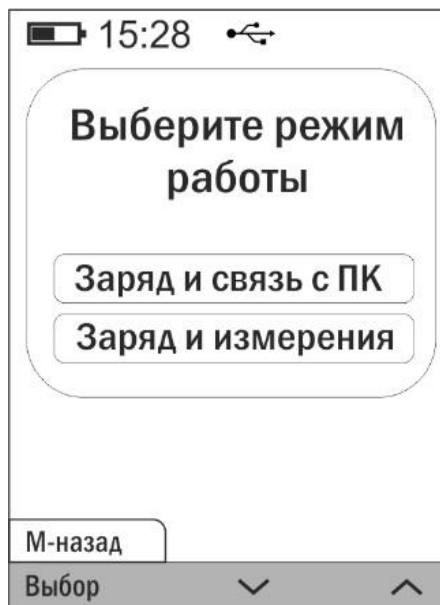 15:28
Выберите режим
работы
Заряд и связь с ПК
Заряд и измерения
М-назад
Выбор